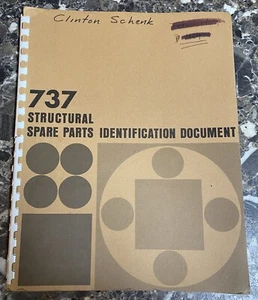 Clinton Schenk
737
STRUCTURAL
SPARE PARTS IDENTIFICATION DOCUMENT